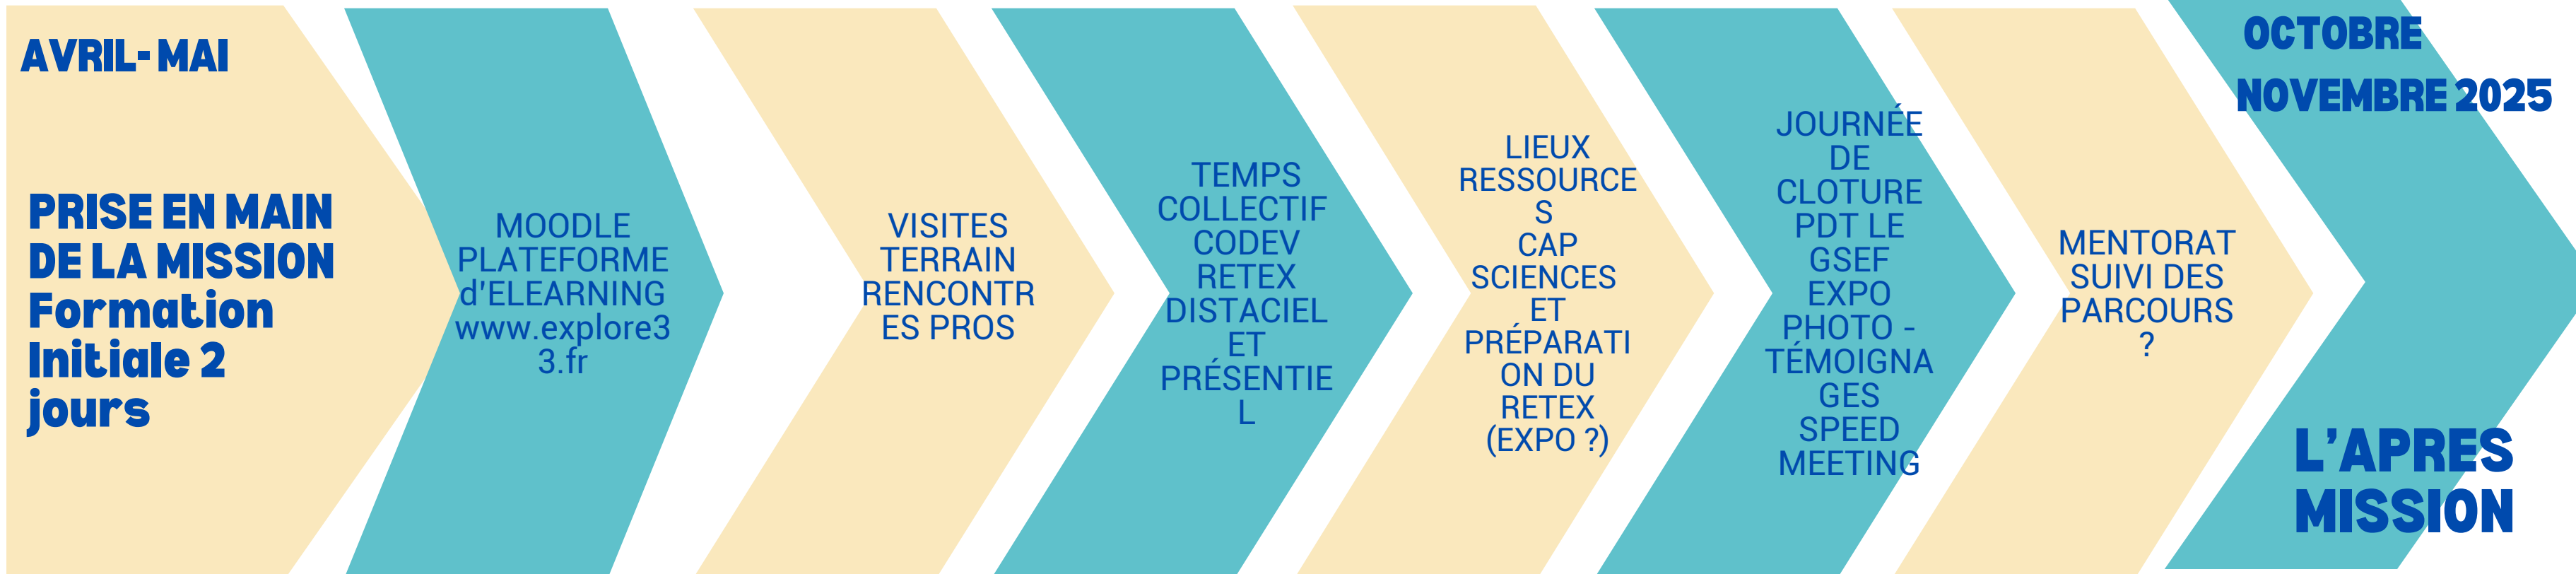 AVRIL- MAI
PRISE EN MAIN
DE LA MISSION
Formation
Initiale 2
jours
MOODLE
PLATEFORME
d'ELEARNING
www.explore3
3.fr
VISITES
TERRAIN
RENCONTR
ES PROS
TEMPS
COLLECTIF
CODEV
RETEX
DISTACIEL
ET
PRÉSENTIE
L
LIEUX
RESSOURCE
S
CAP
SCIENCES
ET
PRÉPARATI
ON DU
RETEX
(EXPO ?)
JOURNÉE
DE
CLOTURE
PDT LE
GSEF
EXPO
PHOTO -
TÉMOIGNA
GES
SPEED
MEETING
MENTORAT
SUIVI DES
PARCOURS
?
OCTOBRE
NOVEMBRE 2025
L'APRES
MISSION